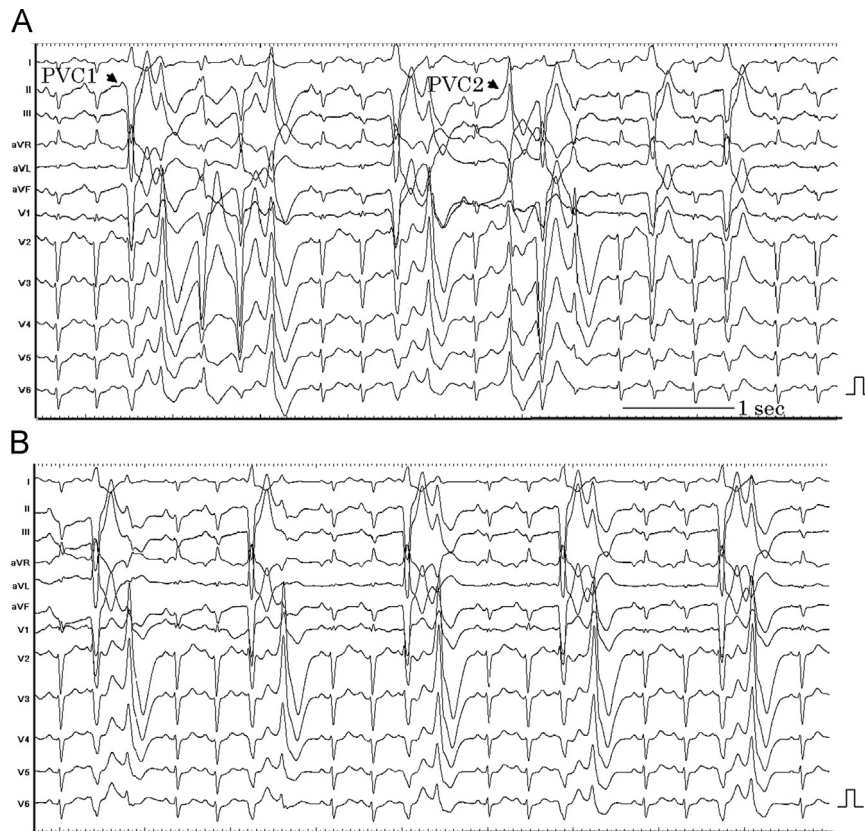 A
I
PVC1
PVC2
II
III
aVR
aVL
aVF
V1
V2
V3
V4
V5
V6
1 sec
B
I
II
III
aVR
aVL
aVF
V1
V2
V3
V4
V5
V6